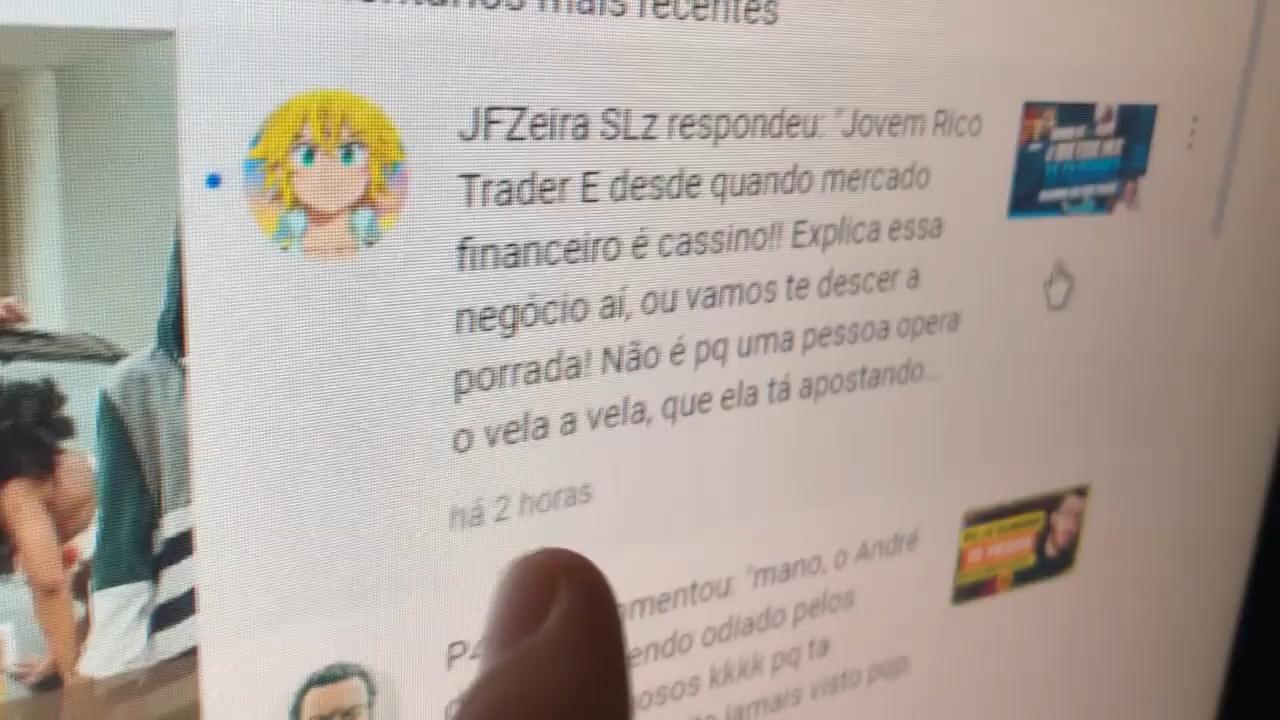 mais recentes
JFZeira SLz respondeu: "Jovem Rico
Trader E desde quando mercado
financeiro é cassino!! Explica essa
negócio aí, ou vamos te descer a
porrada! Não é pq uma pessoa opera
o vela a vela, que ela tá apostando...
há 2 horas
mentou: "mano, o André
endo odiado pelos
osos kkkk pq ta
jamais visto pqp